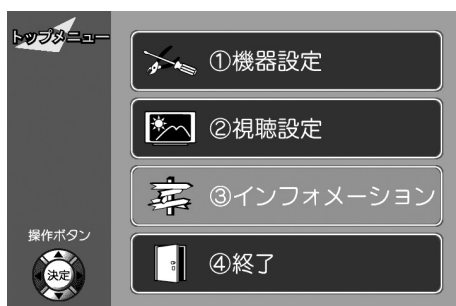 トップメニュー
①機器設定
②視聴設定
③インフォメーション
④終了
操作ボタン
決定